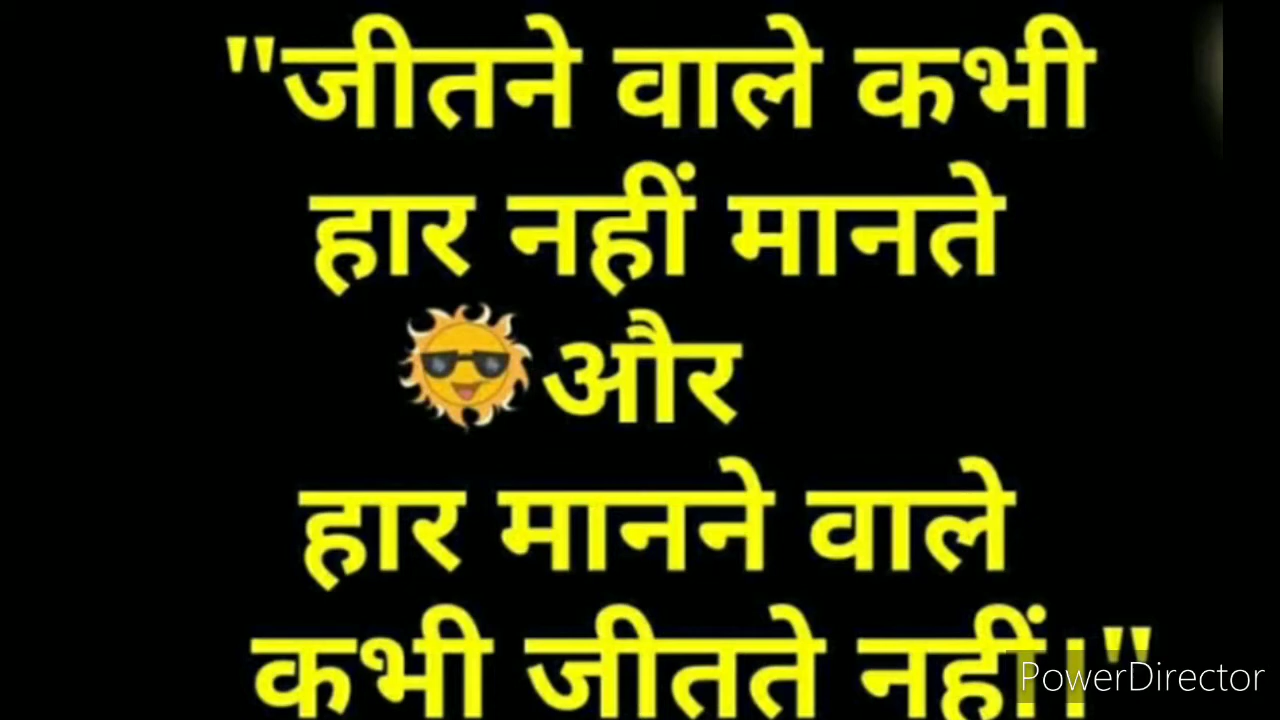 "जीतने वाले कभी
हार नहीं मानते
और
हार मानने वाले
कभी जीतते नहीं।"
PowerDirector